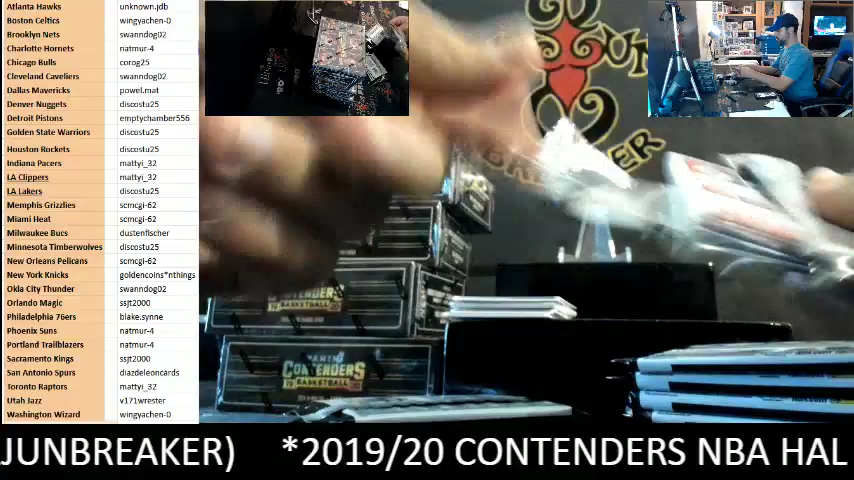 Atlanta Hawks unknown.jdb
Boston Celtics wingyachen-0
Brooklyn Nets swanndog02
Charlotte Hornets natmur-4
Chicago Bulls corog25
Cleveland Cavaliers swanndog02
Dallas Mavericks powel.mat
Denver Nuggets discostu25
Detroit Pistons emptychamber556
Golden State Warriors discostu25
Houston Rockets discostu25
Indiana Pacers mattyi_32
LA Clippers mattyi_32
LA Lakers discostu25
Memphis Grizzlies scmcgi-62
Miami Heat scmcgi-62
Milwaukee Bucs dustenfischer
Minnesota Timberwolves discostu25
New Orleans Pelicans scmcgi-62
New York Knicks goldencoins*nthings
Okla City Thunder swanndog02
Orlando Magic ssjt2000
Philadelphia 76ers blake.synne
Phoenix Suns natmur-4
Portland Trailblazers natmur-4
Sacramento Kings ssjt2000
San Antonio Spurs diazdeleoncards
Toronto Raptors mattyi_32
Utah Jazz v171wrester
Washington Wizard wingyachen-0
CONTENDERS
BASKETBALL
PANINI
CONTENDERS
BASKETBALL
JUNBREAKER) *2019/20 CONTENDERS NBA HAL